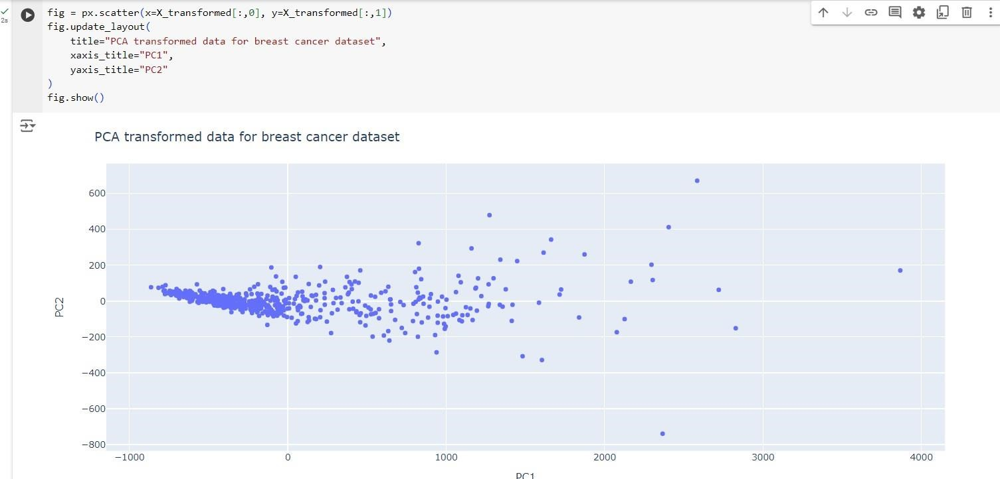 2s
fig = px.scatter(x=X_transformed[:,0], y=X_transformed[:,1])
fig.update_layout(
    title="PCA transformed data for breast cancer dataset",
    xaxis_title="PC1",
    yaxis_title="PC2"
)
fig.show()
PCA transformed data for breast cancer dataset
600
400
200
0
−200
−400
−600
−800
PC2
−1000
0
1000
2000
3000
4000
PC1